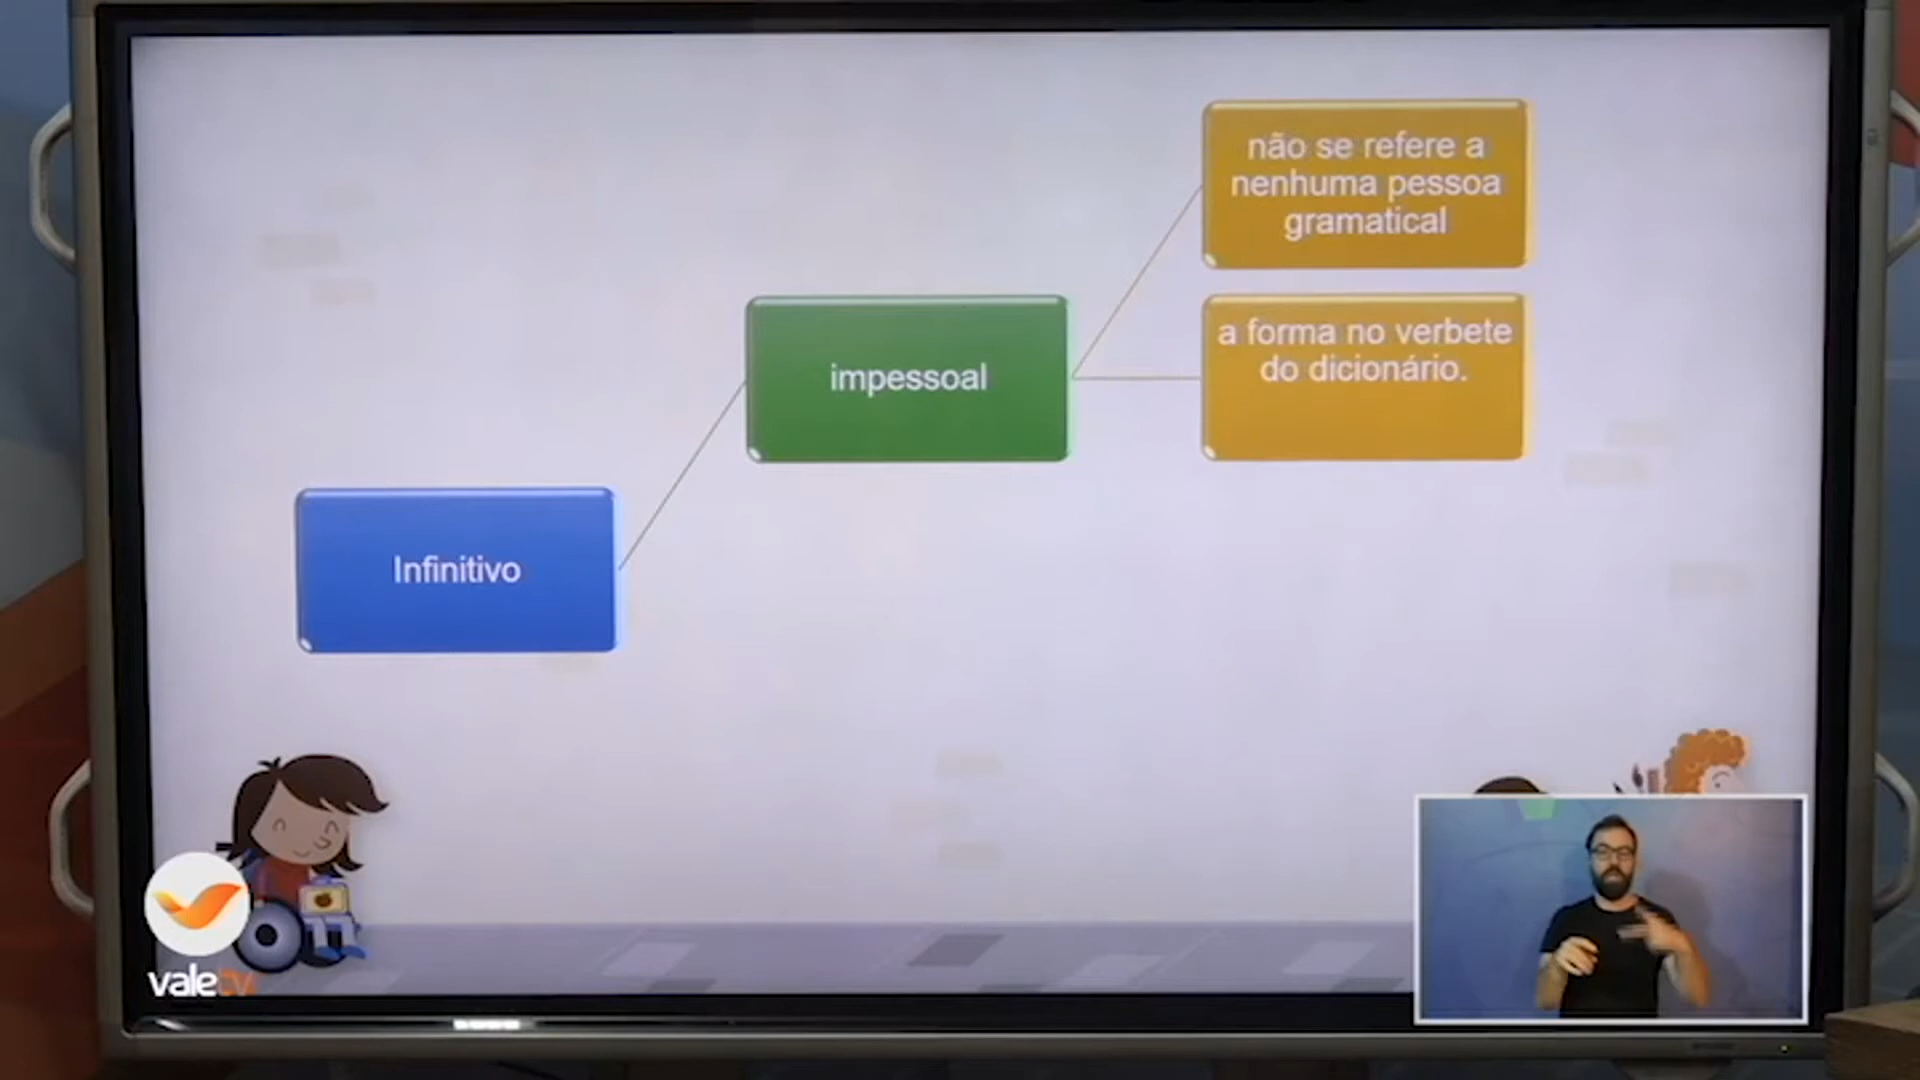 não se refere a
nenhuma pessoa
gramatical
a forma no verbete
do dicionário.
impessoal
Infinitivo
valetv